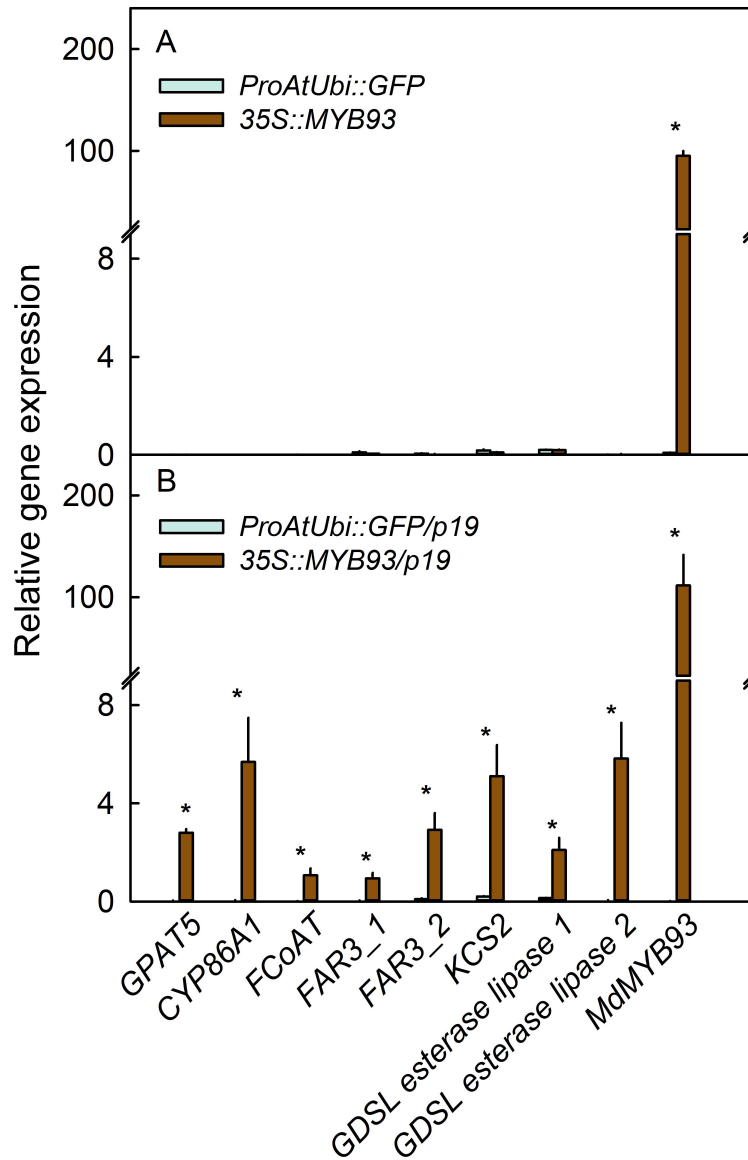 Relative gene expression
A
ProAtUbi::GFP
35S::MYB93
200
100
8
4
0
*
B
ProAtUbi::GFP/p19
35S::MYB93/p19
200
100
8
4
0
*
*
*
*
*
*
*
*
*
GPAT5
CYP86A1
FCoAT
FAR3_1
FAR3_2
KCS2
GDSL esterase lipase 1
GDSL esterase lipase 2
MdMYB93